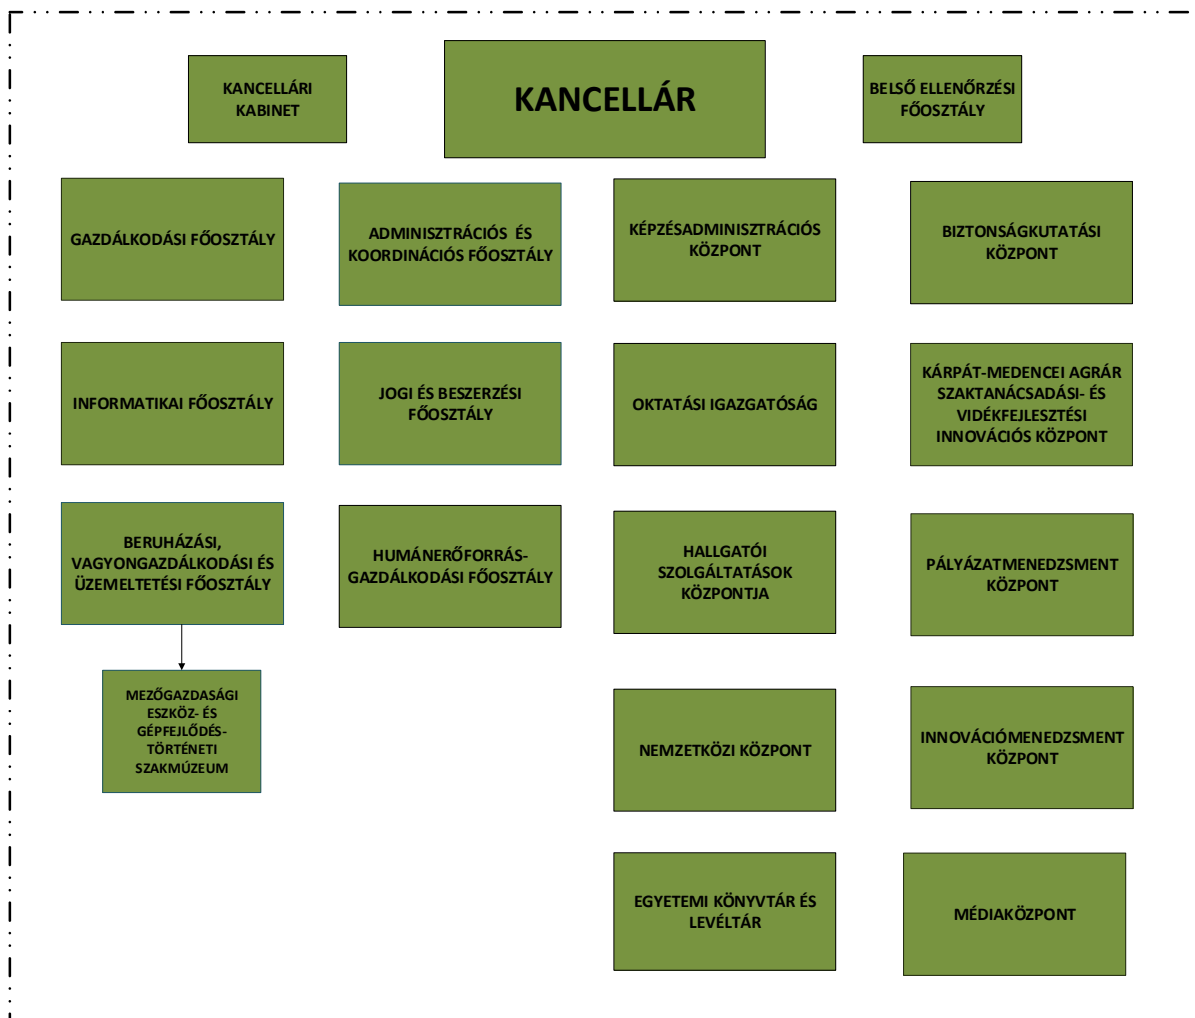 KANCELLÁRI
KABINET
KANCELLÁR
BELSŐ ELLENŐRZÉSI
FŐOSZTÁLY
GAZDÁLKODÁSI FŐOSZTÁLY
ADMINISZTRÁCIÓS ÉS
KOORDINÁCIÓS FŐOSZTÁLY
KÉPZÉSADMINISZTRÁCIÓS
KÖZPONT
BIZTONSÁGKUTATÁSI
KÖZPONT
INFORMATIKAI FŐOSZTÁLY
JOGI ÉS BESZERZÉSI
FŐOSZTÁLY
OKTATÁSI IGAZGATÓSÁG
KÁRPÁT-MEDENCEI AGRÁR
SZAKTANÁCSADÁSI- ÉS
VIDÉKFEJLESZTÉSI
INNOVÁCIÓS KÖZPONT
BERUHÁZÁSI,
VAGYONGAZDÁLKODÁSI ÉS
ÜZEMELTETÉSI FŐOSZTÁLY
HUMÁNERŐFORRÁS-
GAZDÁLKODÁSI FŐOSZTÁLY
HALLGATÓI
SZOLGÁLTATÁSOK
KÖZPONTJA
PÁLYÁZATMENEDZSMENT
KÖZPONT
MEZŐGAZDASÁGI
ESZKÖZ- ÉS
GÉPFEJLŐDÉS-
TÖRTÉNETI
SZAKMÚZEUM
NEMZETKÖZI KÖZPONT
INNOVÁCIÓMENEDZSMENT
KÖZPONT
EGYETEMI KÖNYVTÁR ÉS
LEVÉLTÁR
MÉDIAKÖZPONT